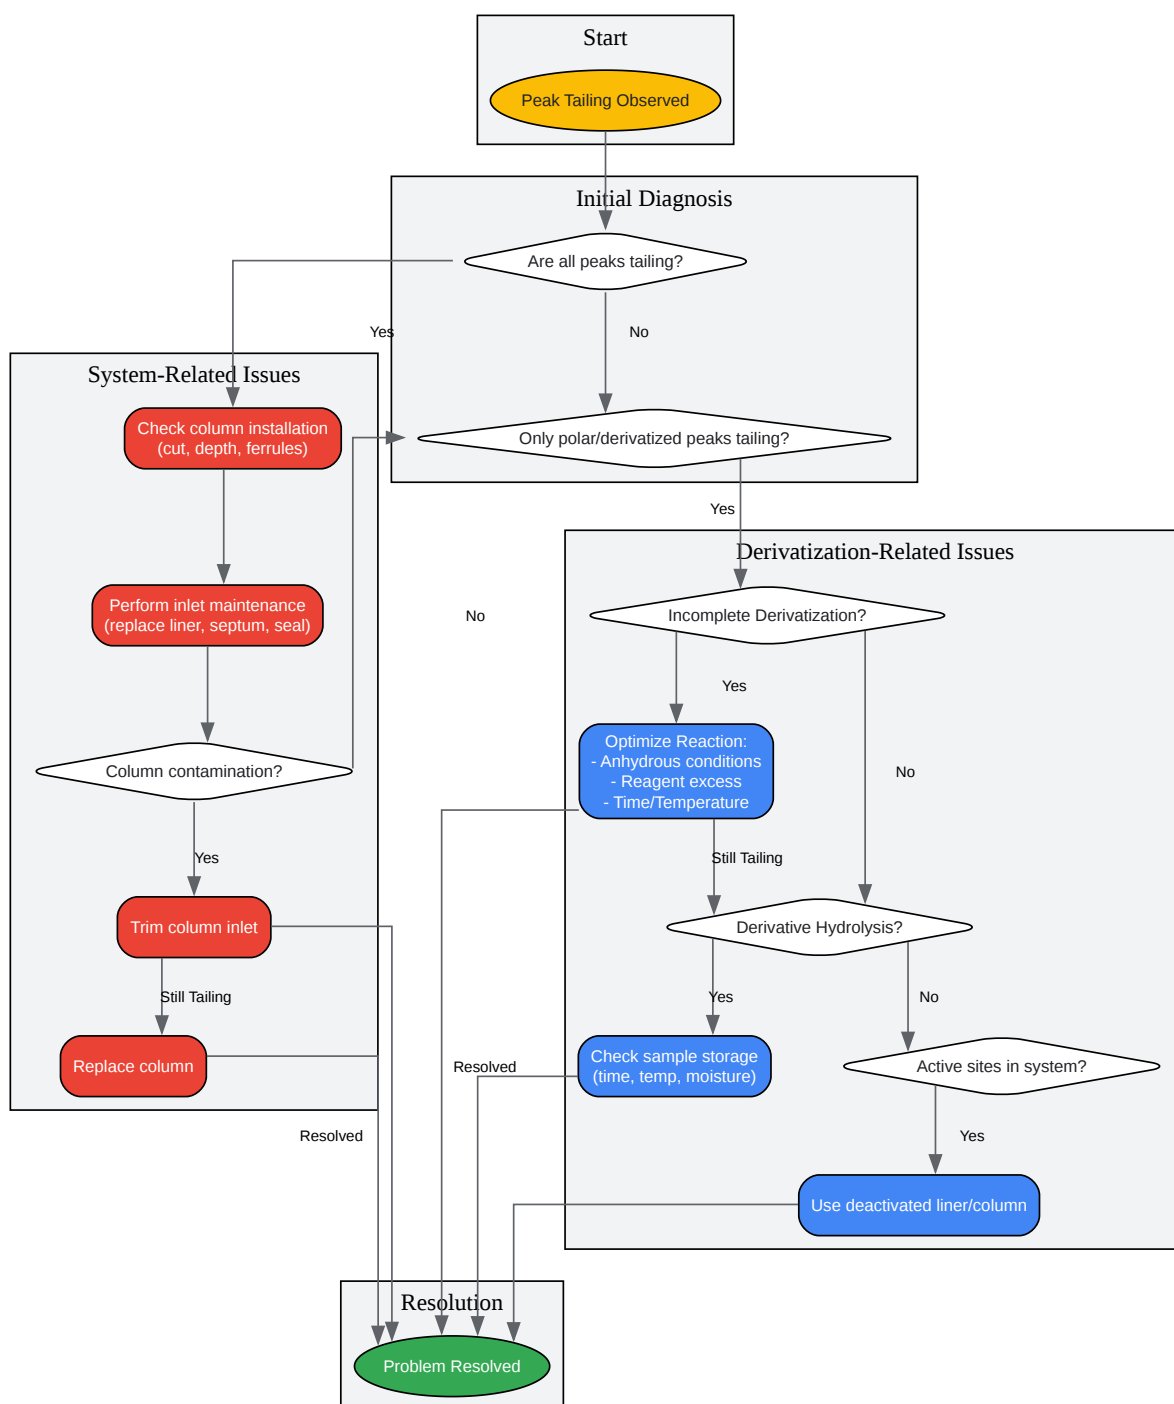 Start
Peak Tailing Observed
Initial Diagnosis
Are all peaks tailing?
Yes
No
System-Related Issues
Check column installation
(cut, depth, ferrules)
Only polar/derivatized peaks tailing?
Yes
Derivatization-Related Issues
Perform inlet maintenance
(replace liner, septum, seal)
No
Incomplete Derivatization?
Yes
Optimize Reaction:
- Anhydrous conditions
- Reagent excess
- Time/Temperature
No
Column contamination?
Yes
Still Tailing
Trim column inlet
Derivative Hydrolysis?
Still Tailing
Yes
No
Replace column
Resolved
Check sample storage
(time, temp, moisture)
Active sites in system?
Resolved
Yes
Use deactivated liner/column
Resolution
Problem Resolved